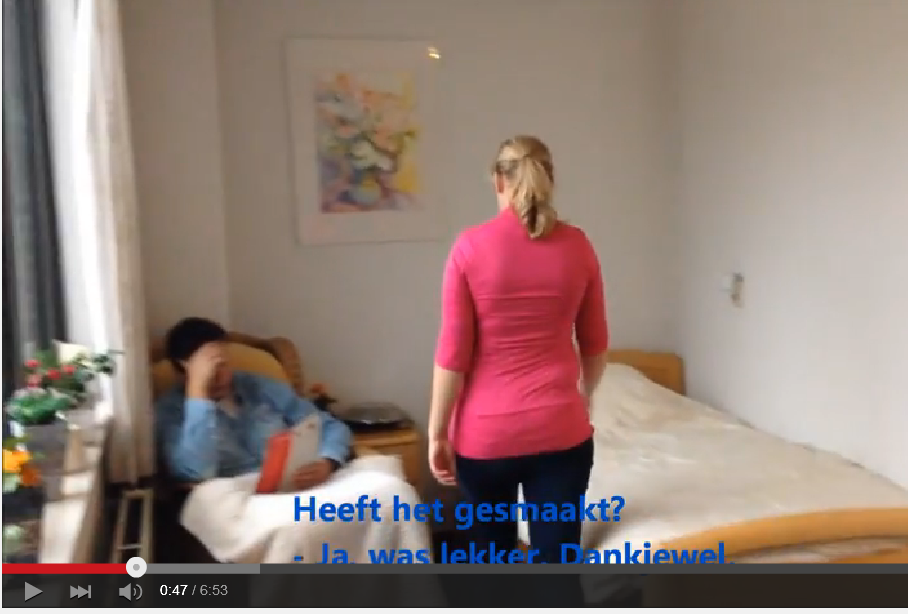 Heeft het gesmaakt?
- Ja, was lekker. Dankjewel.
0:47 / 6:53